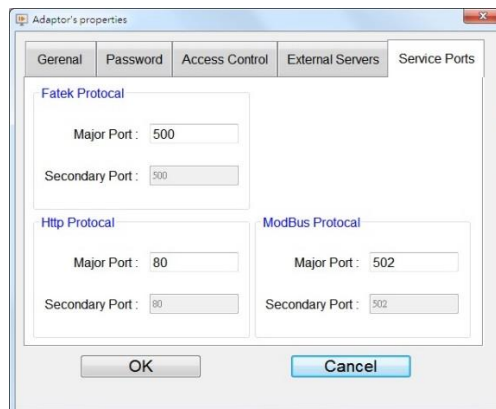 Adaptor's properties
Gerenal Password Access Control External Servers Service Ports
Fatek Protocal
Major Port : 500
Secondary Port : 500
Http Protocal ModBus Protocal
Major Port : 80 Major Port : 502
Secondary Port : 80 Secondary Port : 502
OK Cancel